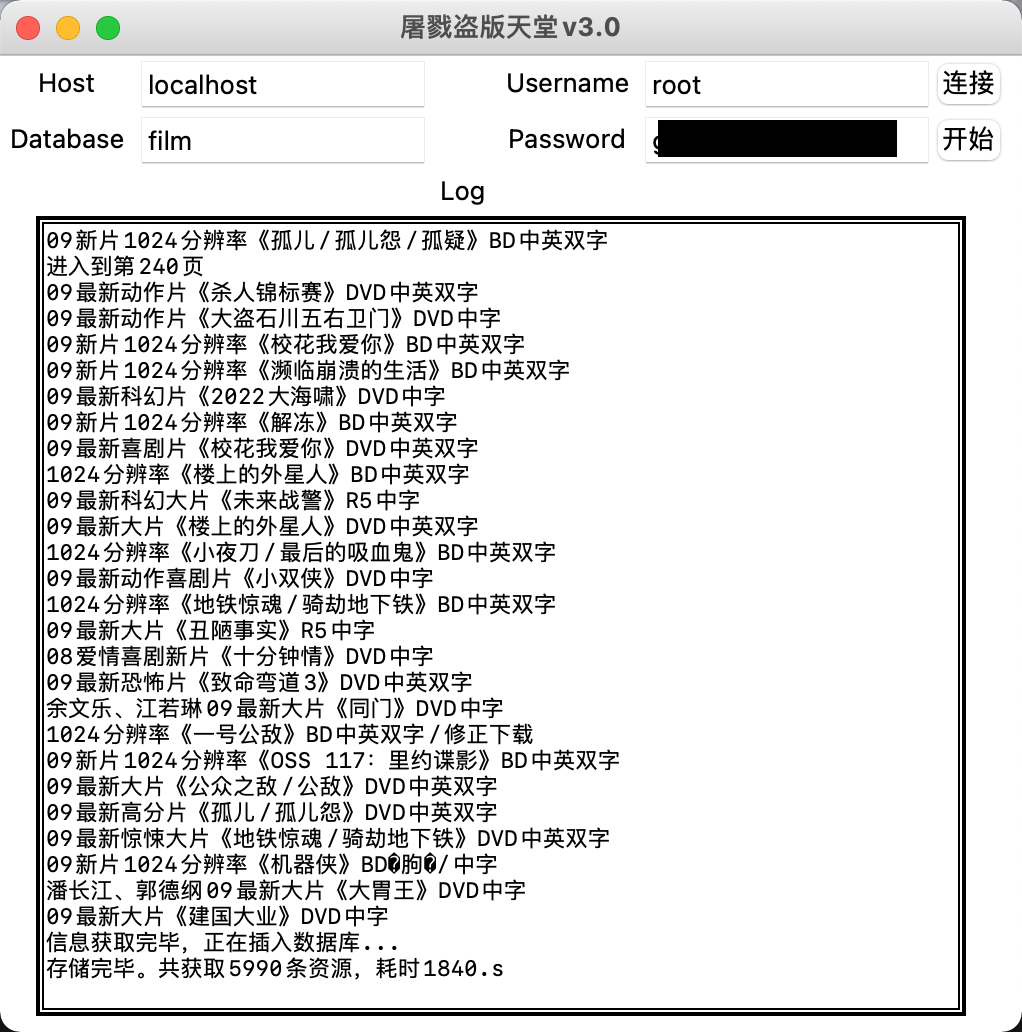 屠戮盗版天堂v3.0
Host localhost Username root 连接
Database film Password 开始
Log
09新片1024分辨率《孤儿/孤儿怨/孤疑》BD中英双字
进入到第240页
09最新动作片《杀人锦标赛》DVD中英双字
09最新动作片《大盗石川五右卫门》DVD中字
09新片1024分辨率《校花我爱你》BD中英双字
09新片1024分辨率《濒临崩溃的生活》BD中英双字
09最新科幻片《2022大海啸》DVD中字
09新片1024分辨率《解冻》BD中英双字
09最新喜剧片《校花我爱你》DVD中英双字
1024分辨率《楼上的外星人》BD中英双字
09最新科幻大片《未来战警》R5中字
09最新大片《楼上的外星人》DVD中英双字
1024分辨率《小夜刀/最后的吸血鬼》BD中英双字
09最新动作喜剧片《小双侠》DVD中字
1024分辨率《地铁惊魂/骑劫地下铁》BD中英双字
09最新大片《丑陋事实》R5中字
08爱情喜剧新片《十分钟情》DVD中字
09最新恐怖片《致命弯道3》DVD中英双字
余文乐、江若琳09最新大片《同门》DVD中字
1024分辨率《一号公敌》BD中英双字/修正下载
09新片1024分辨率《OSS 117：里约谍影》BD中英双字
09最新大片《公众之敌/公敌》DVD中英双字
09最新高分片《孤儿/孤儿怨》DVD中英双字
09最新惊悚大片《地铁惊魂/骑劫地下铁》DVD中英双字
09新片1024分辨率《机器侠》BD�朐�/中字
潘长江、郭德纲09最新大片《大胃王》DVD中字
09最新大片《建国大业》DVD中字
信息获取完毕，正在插入数据库...
存储完毕。共获取5990条资源，耗时1840.s